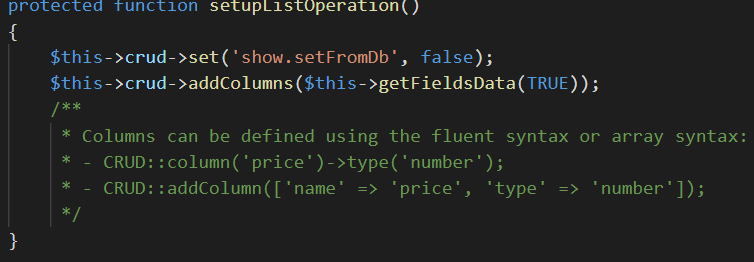 protected function setupListOperation()
{
$this->crud->set('show.setFromDb', false);
$this->crud->addColumns($this->getFieldsData(TRUE));
/**
* Columns can be defined using the fluent syntax or array syntax:
* - CRUD::column('price')->type('number');
* - CRUD::addColumn(['name' => 'price', 'type' => 'number']);
*/
}